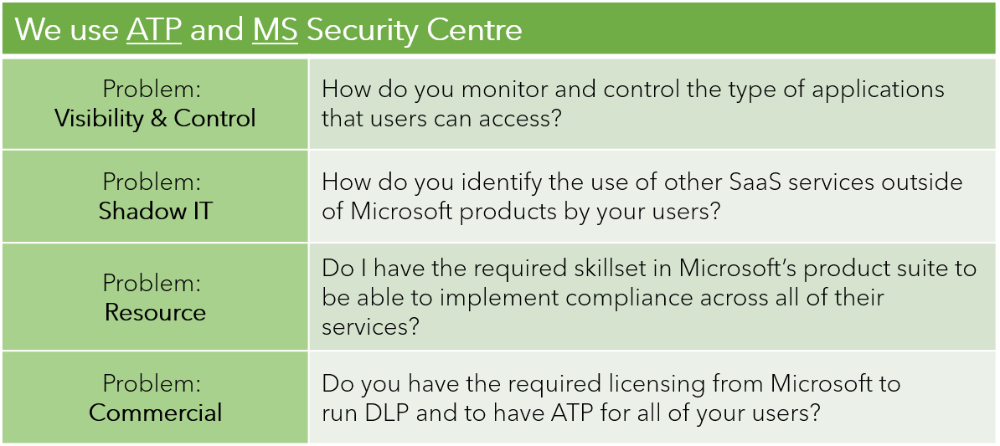 We use ATP and MS Security Centre
Problem:
Visibility & Control
How do you monitor and control the type of applications
that users can access?
Problem:
Shadow IT
How do you identify the use of other SaaS services outside
of Microsoft products by your users?
Problem:
Resource
Do I have the required skillset in Microsoft’s product suite to
be able to implement compliance across all of their
services?
Problem:
Commercial
Do you have the required licensing from Microsoft to
run DLP and to have ATP for all of your users?